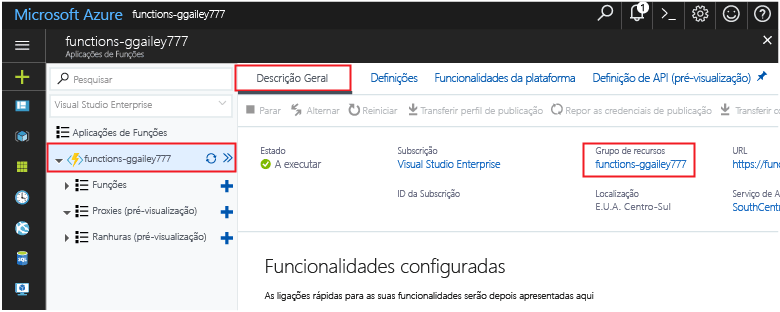 Microsoft Azure functions-ggailey777
1
functions-ggailey777
Aplicações de Funções
Pesquisar
Visual Studio Enterprise
Aplicações de Funções
functions-ggailey777
Funções
Proxies (pré-visualização)
Ranhuras (pré-visualização)
SQL
Descrição Geral Definições Funcionalidades da plataforma Definição de API (pré-visualização)
Parar Alternar Reiniciar Transferir perfil de publicação Repor as credenciais de publicação Transferir co
Estado Subscrição Grupo de recursos URL
A executar Visual Studio Enterprise functions-ggailey777 https://func
ID da Subscrição Localização Serviço de A
E.U.A. Centro-Sul SouthCentr
Funcionalidades configuradas
As ligações rápidas para as suas funcionalidades serão depois apresentadas aqui